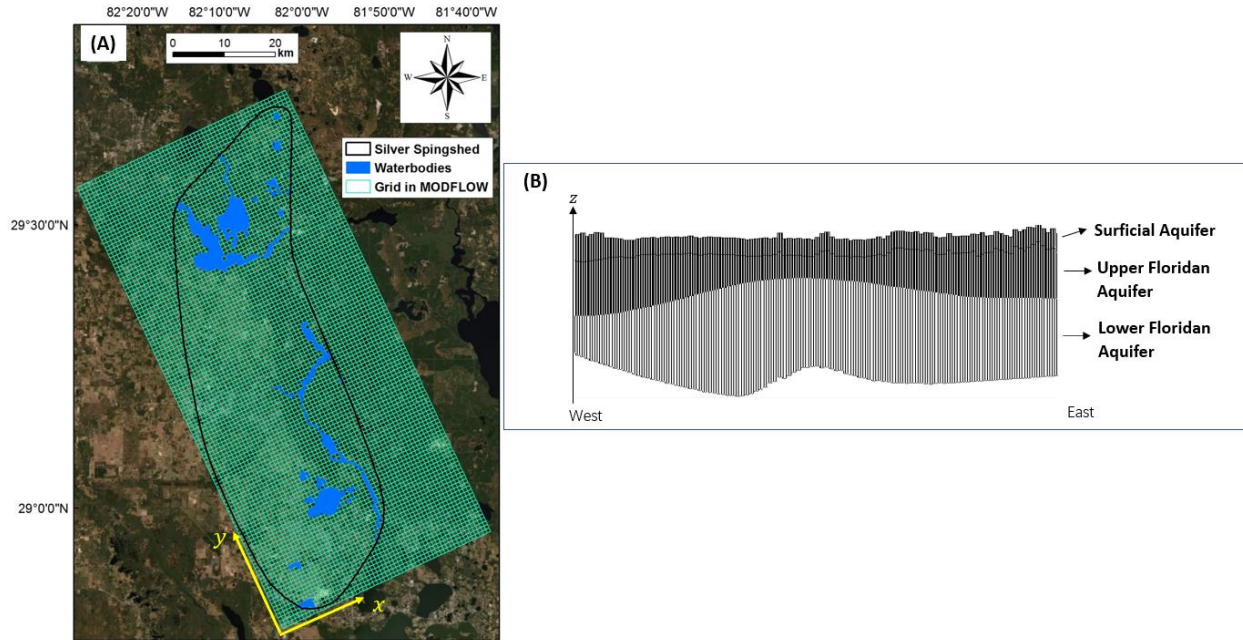 82°20'0"W 82°10'0"W 82°0'0"W 81°50'0"W 81°40'0"W
(A)
0 10 20
km
N
W E
S
Silver Spingshed
Waterbodies
Grid in MODFLOW
29°30'0"N
29°0'0"N
y
x
(B)
z
Surficial Aquifer
Upper Floridan
Aquifer
Lower Floridan
Aquifer
West East